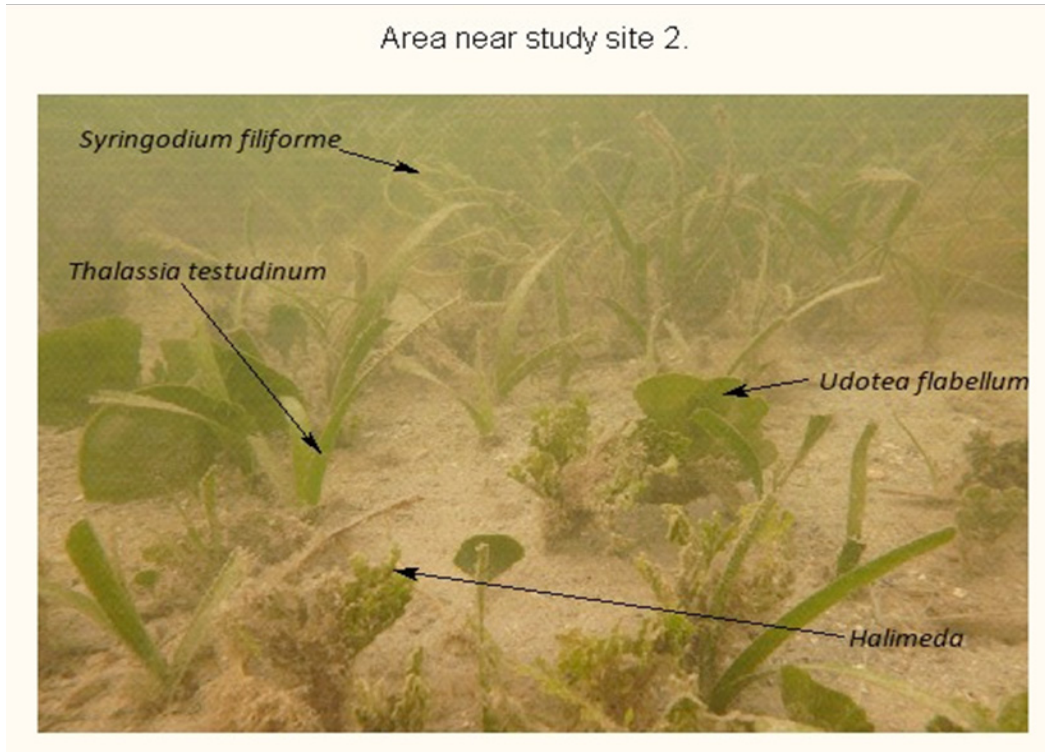 Area near study site 2.
Syringodium filiforme
Thalassia testudinum
Udotea flabellum
Halimeda